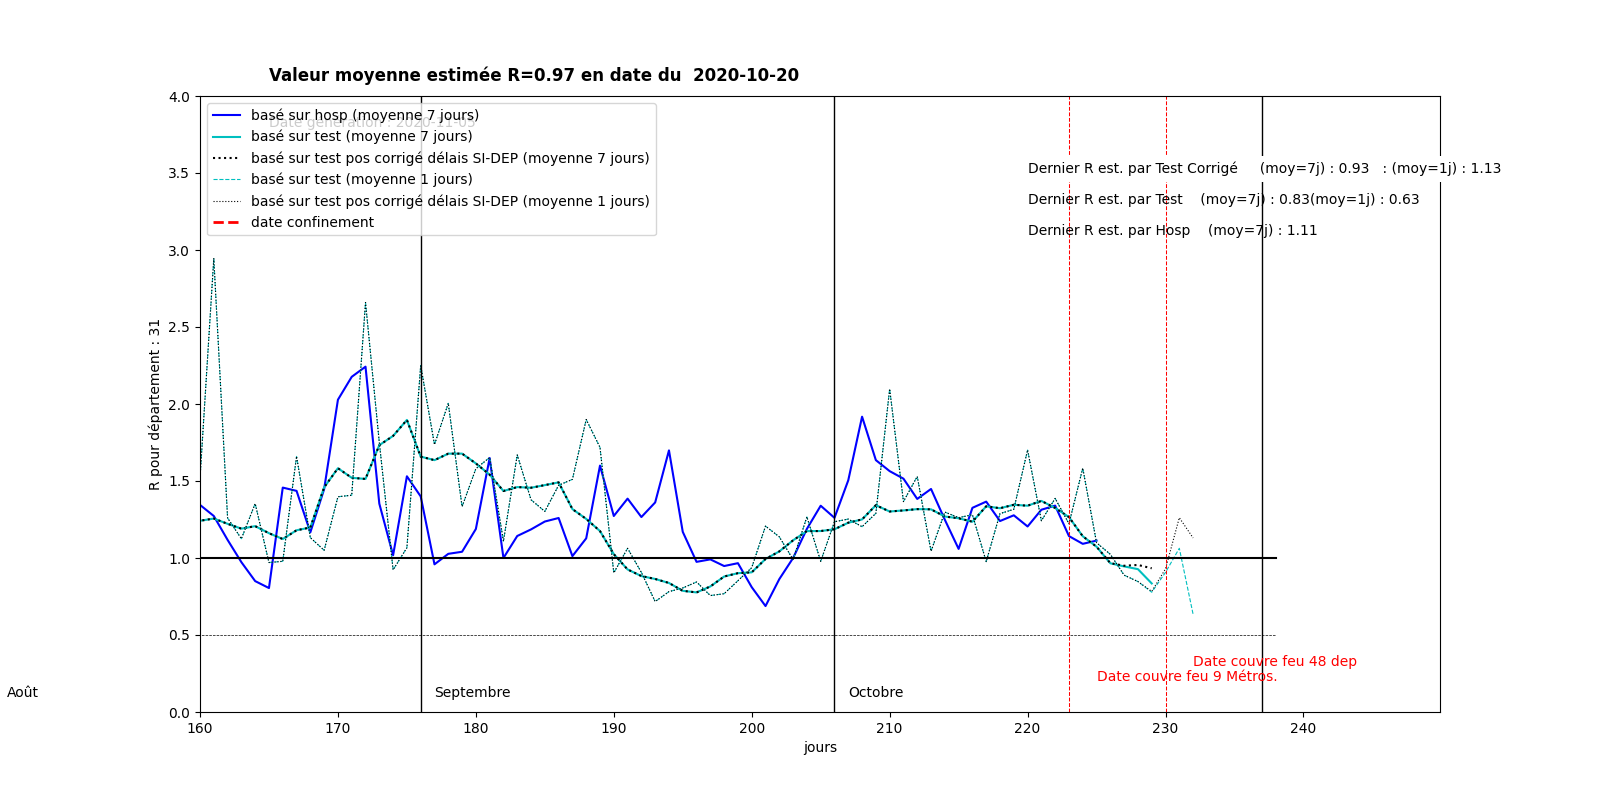 Valeur moyenne estimée R=0.97 en date du  2020-10-20
4.0
basé sur hosp (moyenne 7 jours)
Date génération : 2020-11-03
basé sur test (moyenne 7 jours)
basé sur test pos corrigé délais SI-DEP (moyenne 7 jours)
basé sur test (moyenne 1 jours)
basé sur test pos corrigé délais SI-DEP (moyenne 1 jours)
date confinement
Dernier R est. par Test Corrigé     (moy=7j) : 0.93   : (moy=1j) : 1.13
Dernier R est. par Test    (moy=7j) : 0.83(moy=1j) : 0.63
Dernier R est. par Hosp    (moy=7j) : 1.11
3.5
3.0
2.5
2.0
1.5
1.0
0.5
0.0
R pour département : 31
Date couvre feu 48 dep
Date couvre feu 9 Métros.
Août
Septembre
Octobre
160
170
180
190
200
210
220
230
240
jours